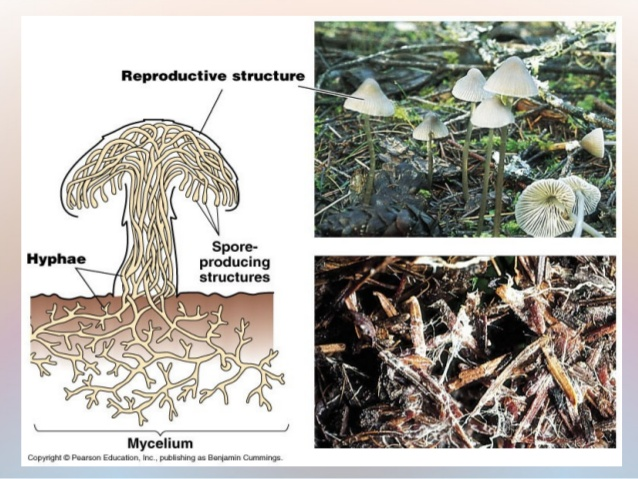 Reproductive structure
Hyphae
Spore-
producing
structures
Mycelium
Copyright © Pearson Education, Inc., publishing as Benjamin Cummings.